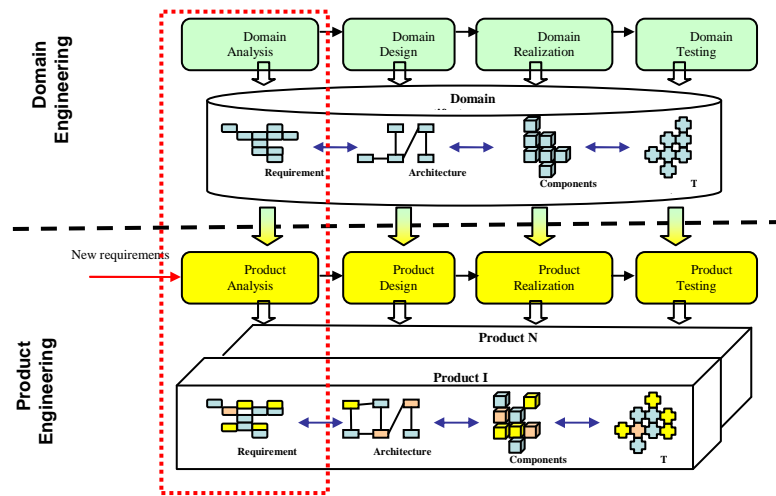 Domain
Engineering
Domain
Analysis
Domain
Design
Domain
Realization
Domain
Testing
Domain
Requirement
Architecture
Components
T
New requirements
Product
Engineering
Product
Analysis
Product
Design
Product
Realization
Product
Testing
Product N
Product I
Requirement
Architecture
Components
T